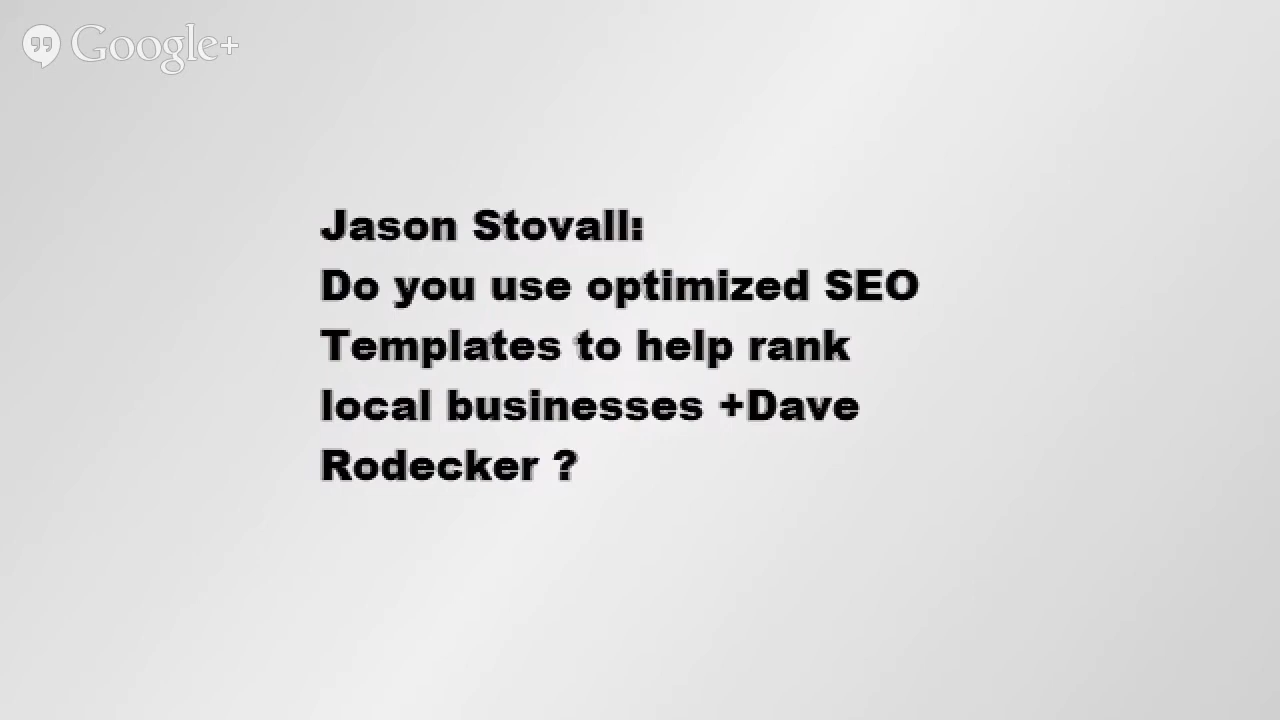 Google+
Jason Stovall:
Do you use optimized SEO
Templates to help rank
local businesses +Dave
Rodecker ?